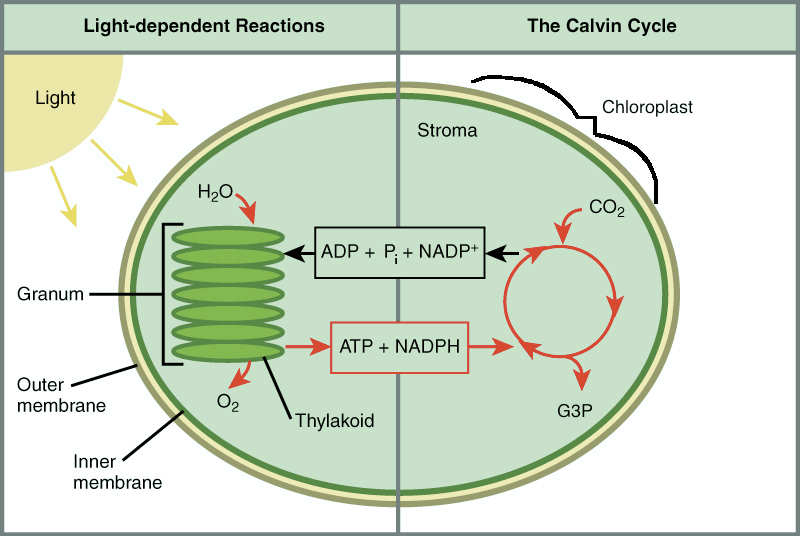 Light-dependent Reactions
The Calvin Cycle
Light
Chloroplast
Stroma
H₂O
CO₂
ADP + Pᵢ + NADP⁺
Granum
ATP + NADPH
Outer
membrane
O₂
G3P
Thylakoid
Inner
membrane